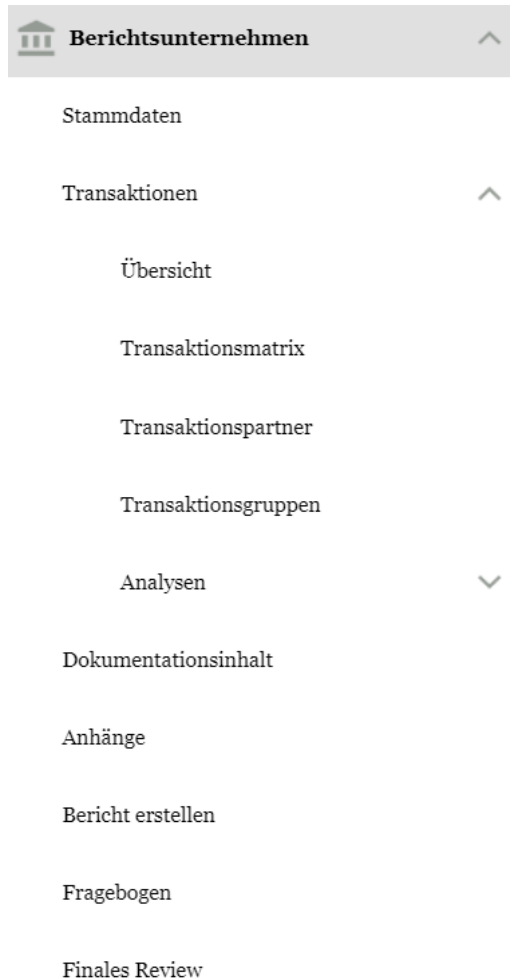 Berichtsunternehmen
Stammdaten
Transaktionen
Übersicht
Transaktionsmatrix
Transaktionspartner
Transaktionsgruppen
Analysen
Dokumentationsinhalt
Anhänge
Bericht erstellen
Fragebogen
Finales Review